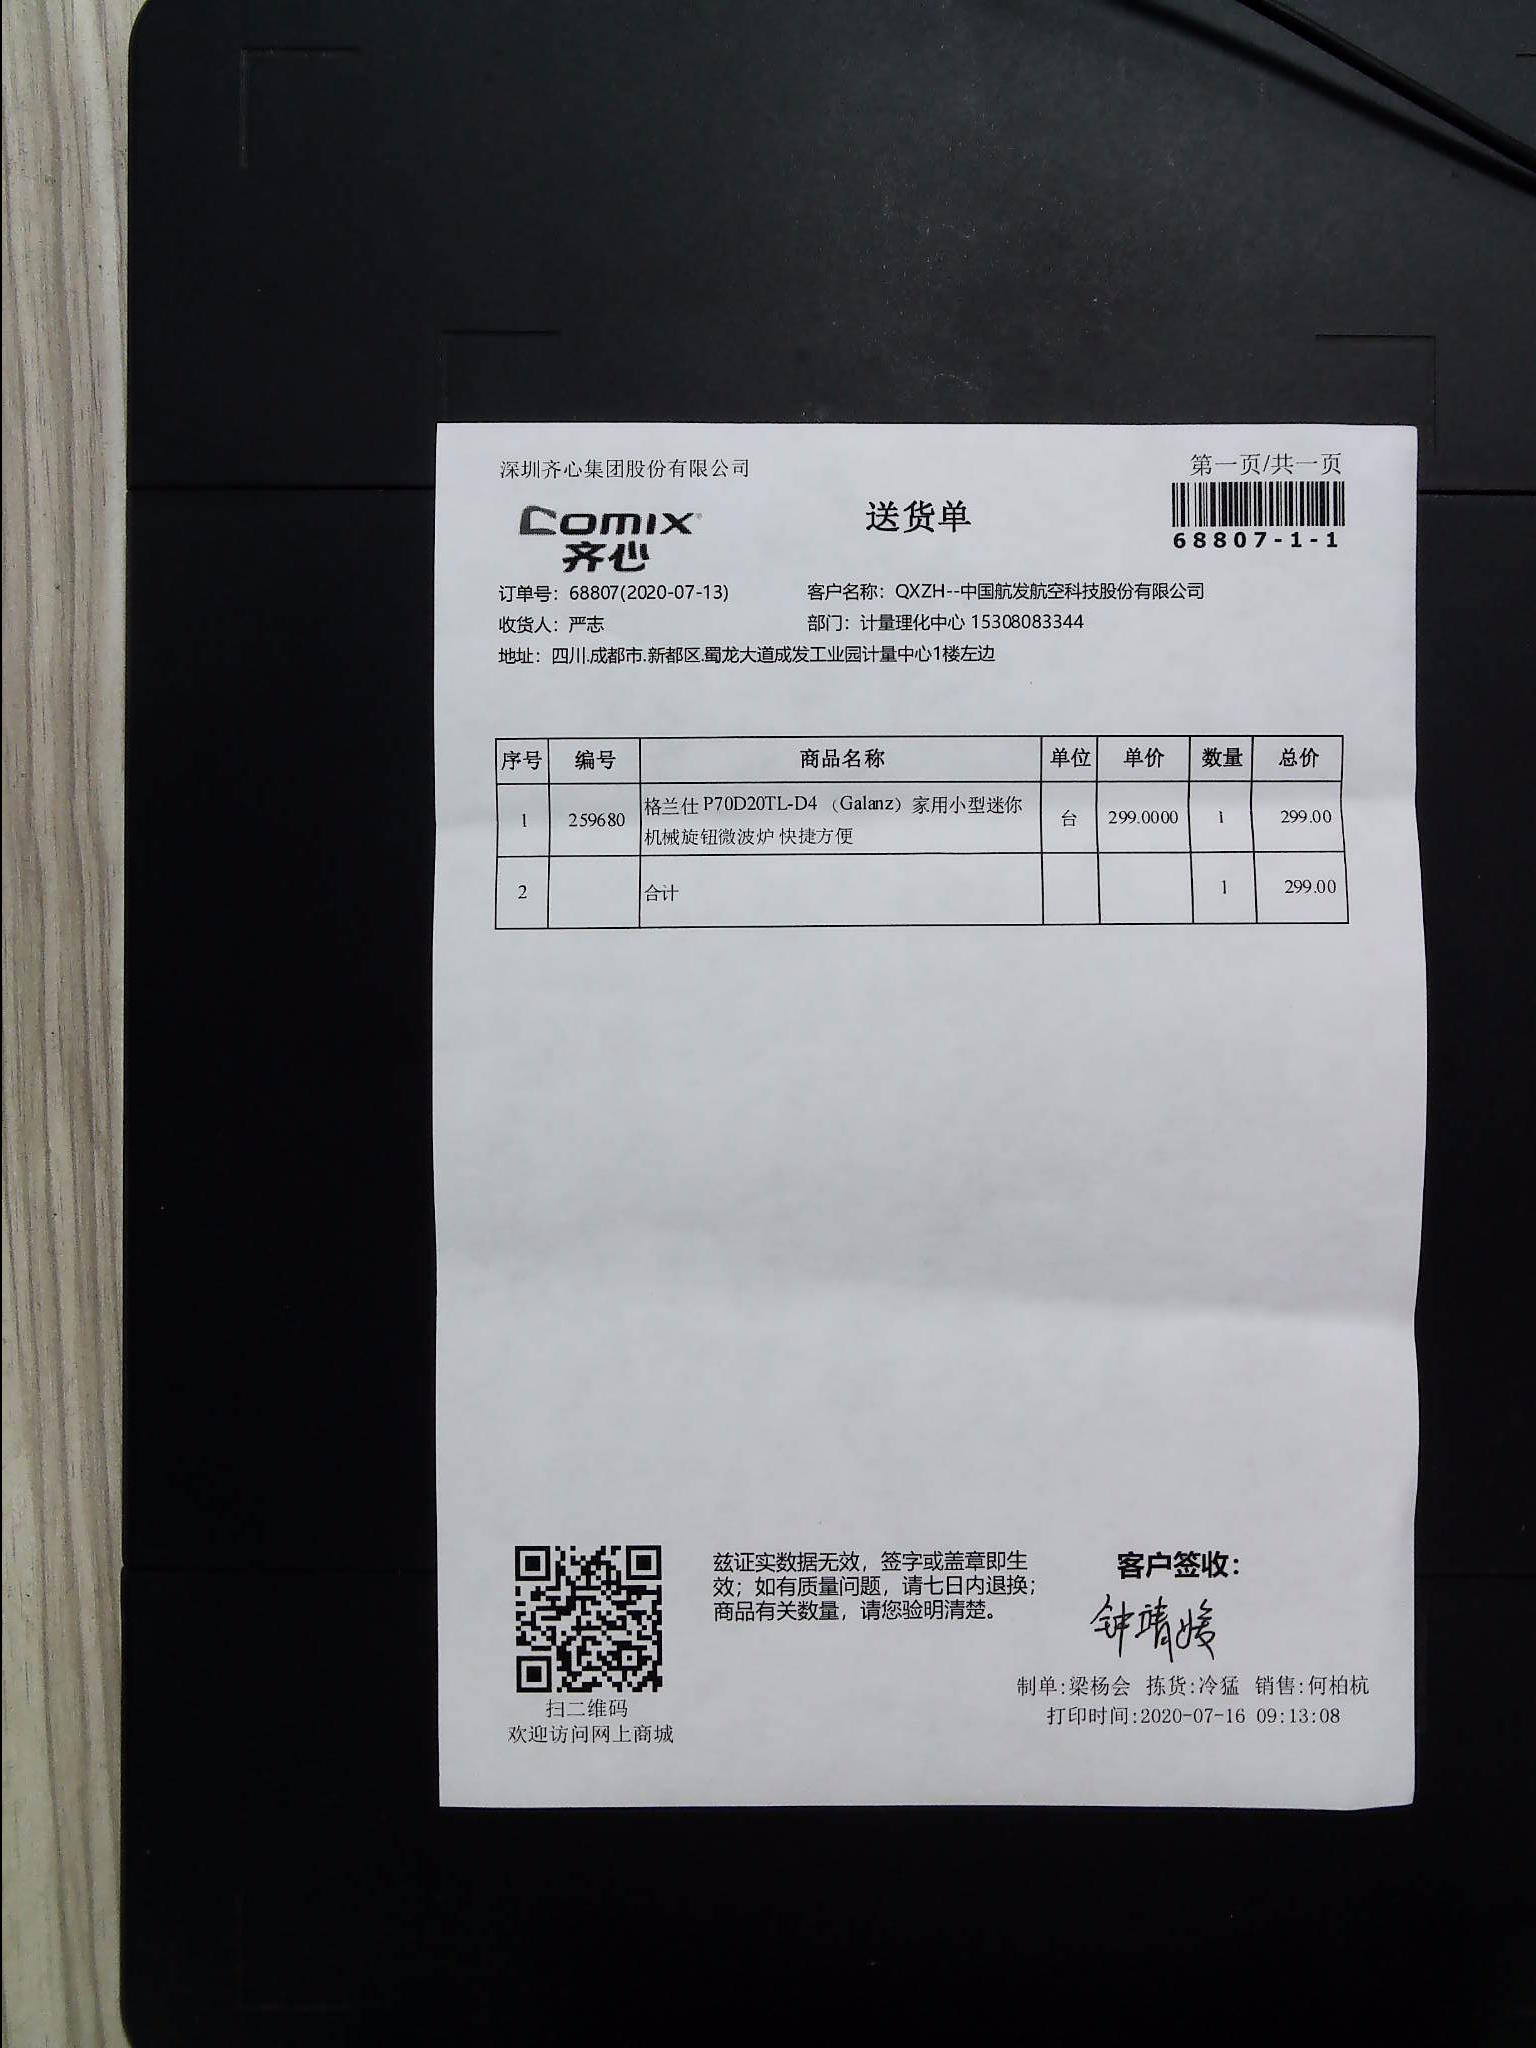 深圳齐心集团股份有限公司
第一页/共一页
Comix
齐心
送货单
68807-1-1
订单号：68807(2020-07-13) 客户名称：QXZH--中国航发航空科技股份有限公司
收货人：严志 部门：计量理化中心 15308083344
地址：四川.成都市.新都区.蜀龙大道成发工业园计量中心1楼左边
序号 编号 商品名称 单位 单价 数量 总价
1 259680 格兰仕 P70D20TL-D4 （Galanz）家用小型迷你 台 299.0000 1 299.00
机械旋钮微波炉 快捷方便
2 合计 1 299.00
兹证实数据无效，签字或盖章即生
效；如有质量问题，请七日内退换；
商品有关数量，请您验明清楚。
客户签收：
钟靖媛
扫二维码
欢迎访问网上商城
制单:梁杨会 拣货:冷猛 销售:何柏杭
打印时间:2020-07-16 09:13:08